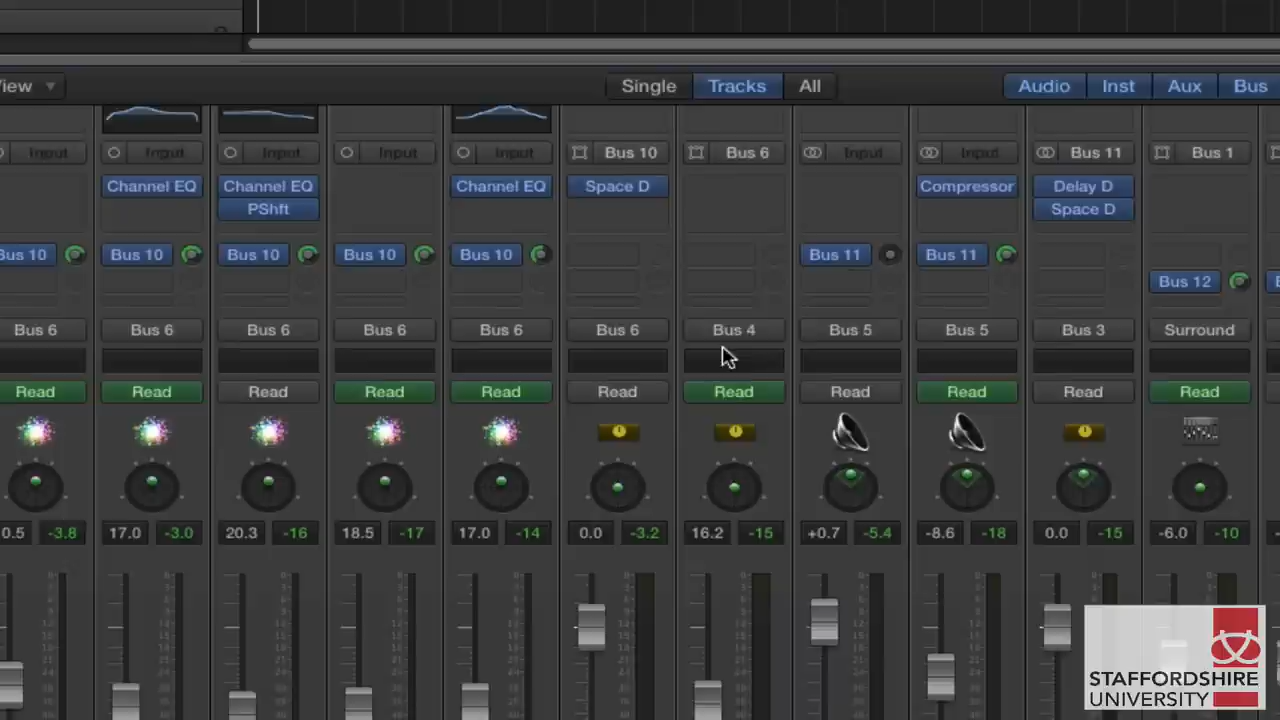 View
Single Tracks All
Audio Inst Aux Bus
Input Input Input Input Input Bus 10 Bus 6 Input Input Bus 11 Bus 1
Channel EQ Channel EQ Channel EQ Space D Compressor Delay D
PShft Space D
Bus 10 Bus 10 Bus 10 Bus 10 Bus 10 Bus 11 Bus 11
Bus 12
Bus 6 Bus 6 Bus 6 Bus 6 Bus 6 Bus 6 Bus 4 Bus 5 Bus 5 Bus 3 Surround
Read Read Read Read Read Read Read Read Read Read Read
0.5 -3.8 17.0 -3.0 20.3 -16 18.5 -17 17.0 -14 0.0 -3.2 16.2 -15 +0.7 -5.4 -8.6 -18 0.0 -15 -6.0 -10
STAFFORDSHIRE
UNIVERSITY